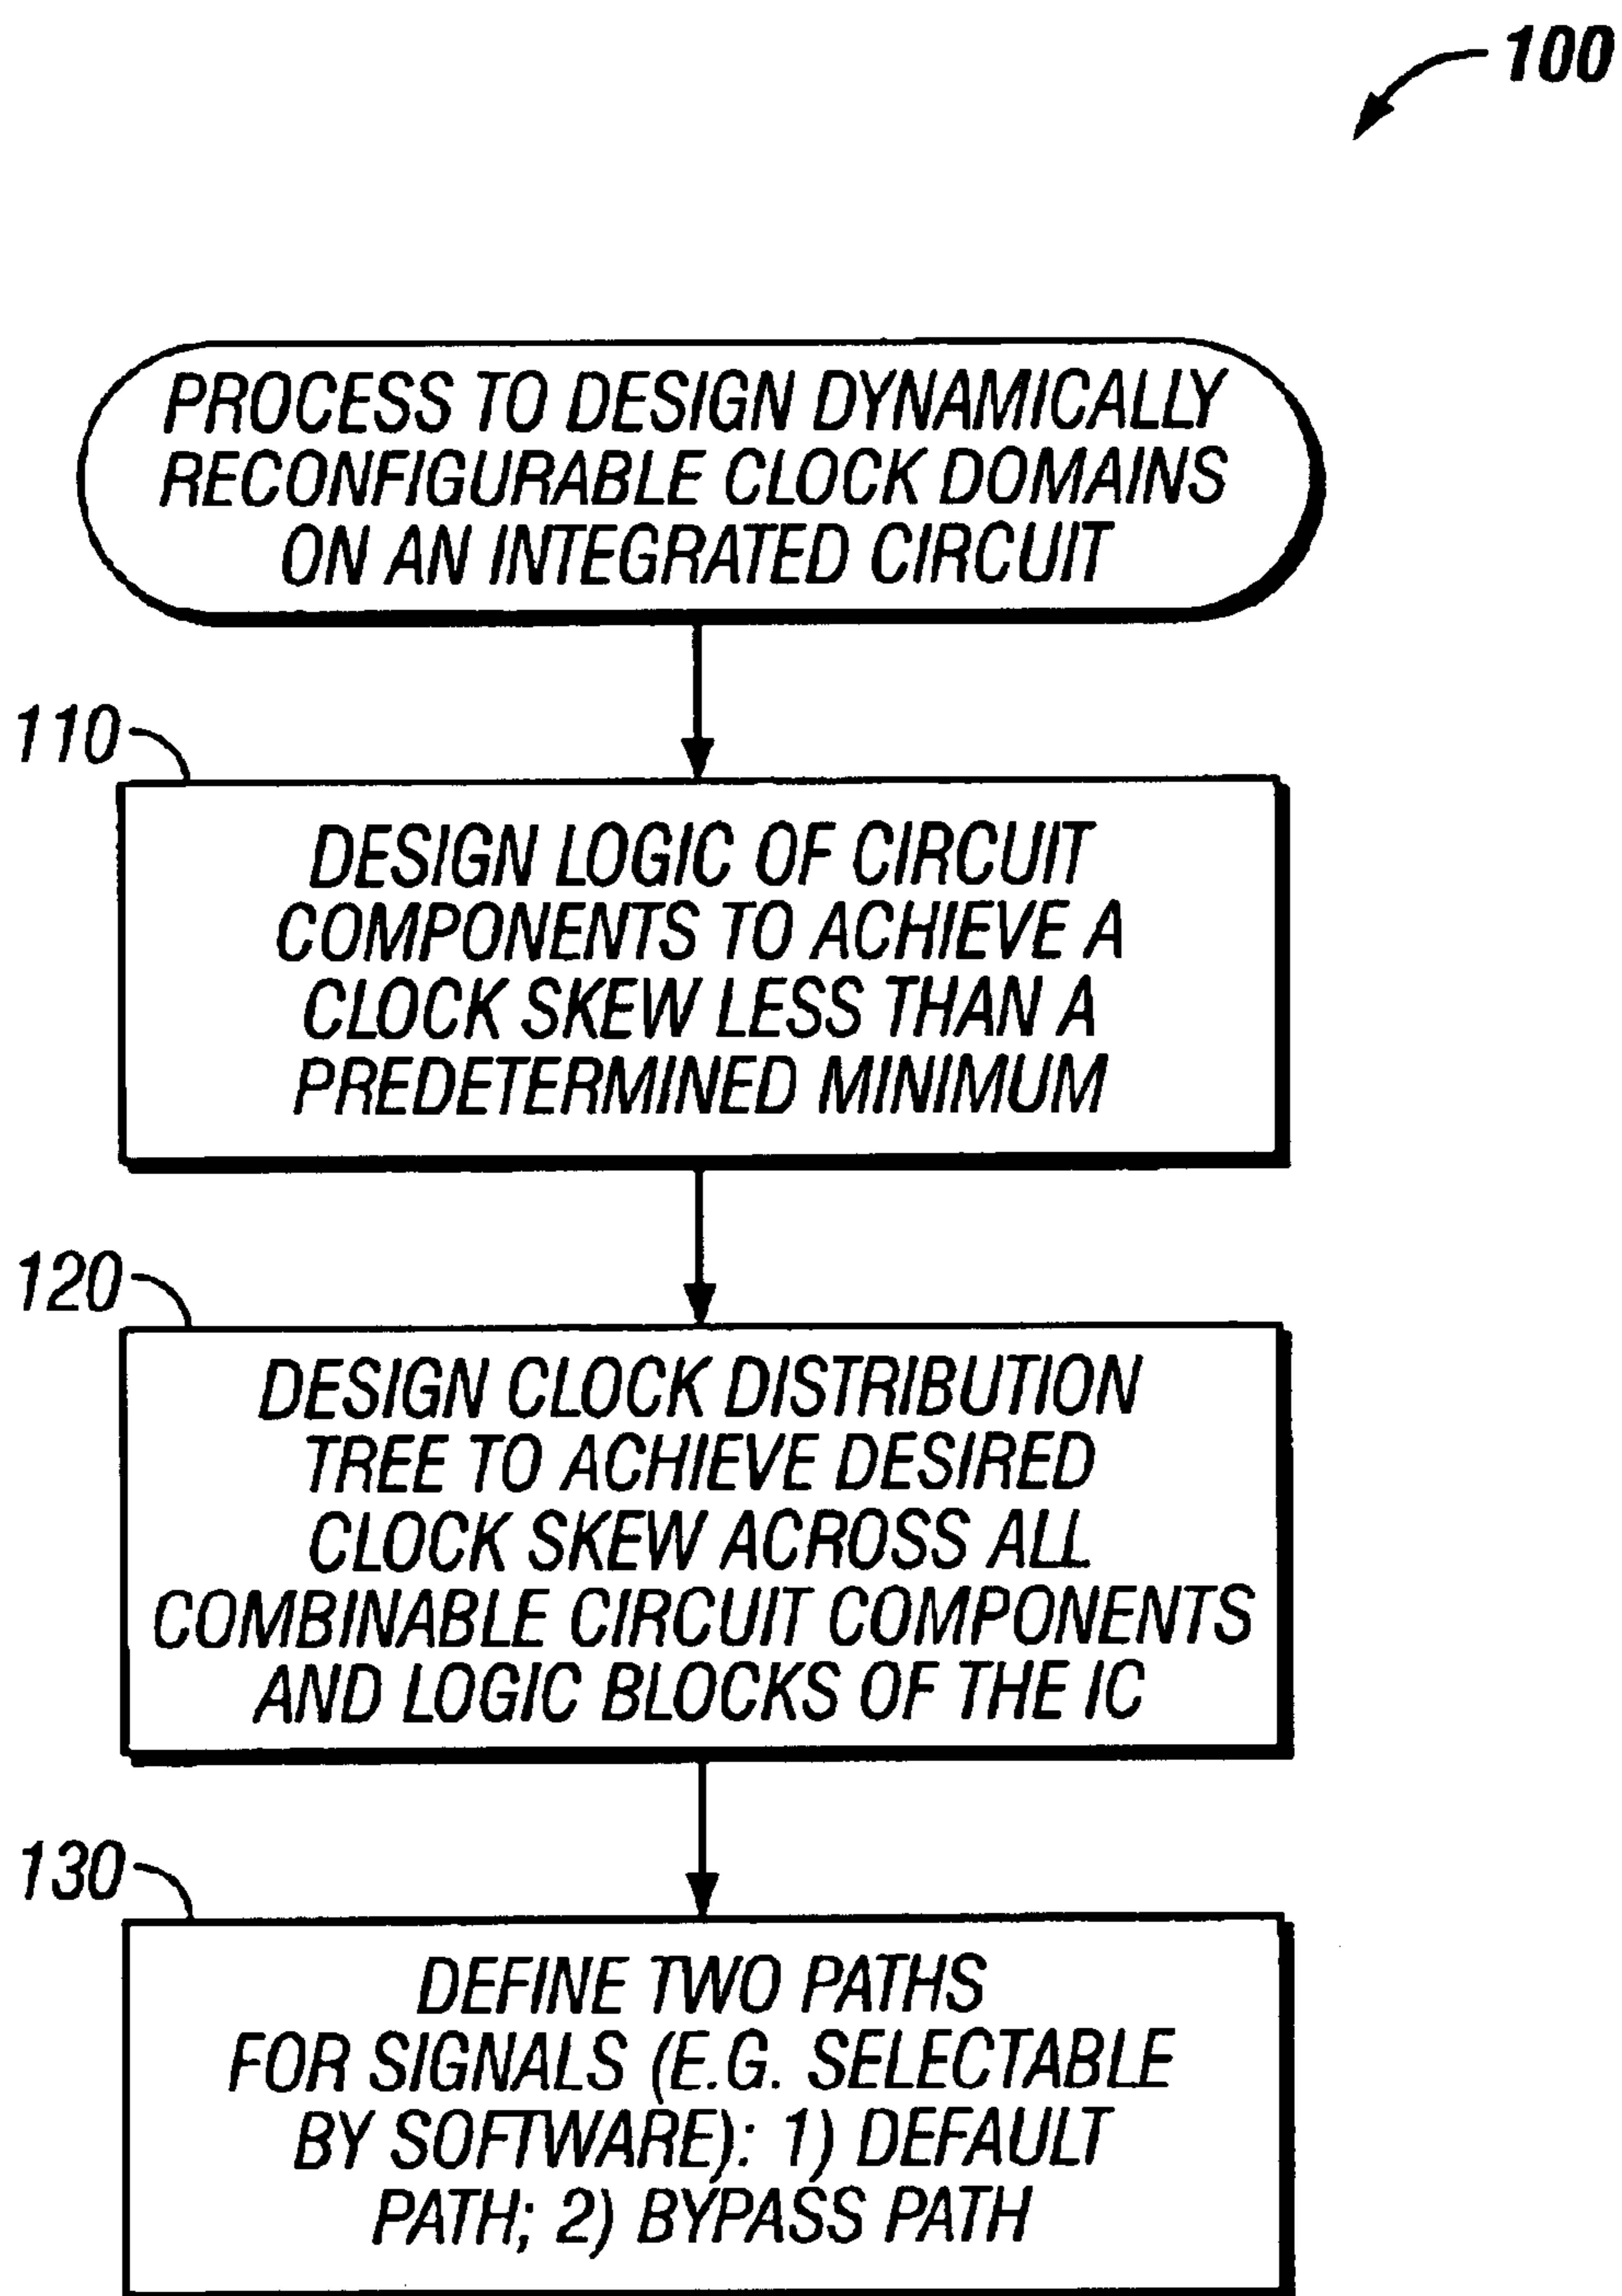 100
PROCESS TO DESIGN DYNAMICALLY
RECONFIGURABLE CLOCK DOMAINS
ON AN INTEGRATED CIRCUIT
110
DESIGN LOGIC OF CIRCUIT
COMPONENTS TO ACHIEVE A
CLOCK SKEW LESS THAN A
PREDETERMINED MINIMUM
120
DESIGN CLOCK DISTRIBUTION
TREE TO ACHIEVE DESIRED
CLOCK SKEW ACROSS ALL
COMBINABLE CIRCUIT COMPONENTS
AND LOGIC BLOCKS OF THE IC
130
DEFINE TWO PATHS
FOR SIGNALS (E.G. SELECTABLE
BY SOFTWARE): 1) DEFAULT
PATH; 2) BYPASS PATH